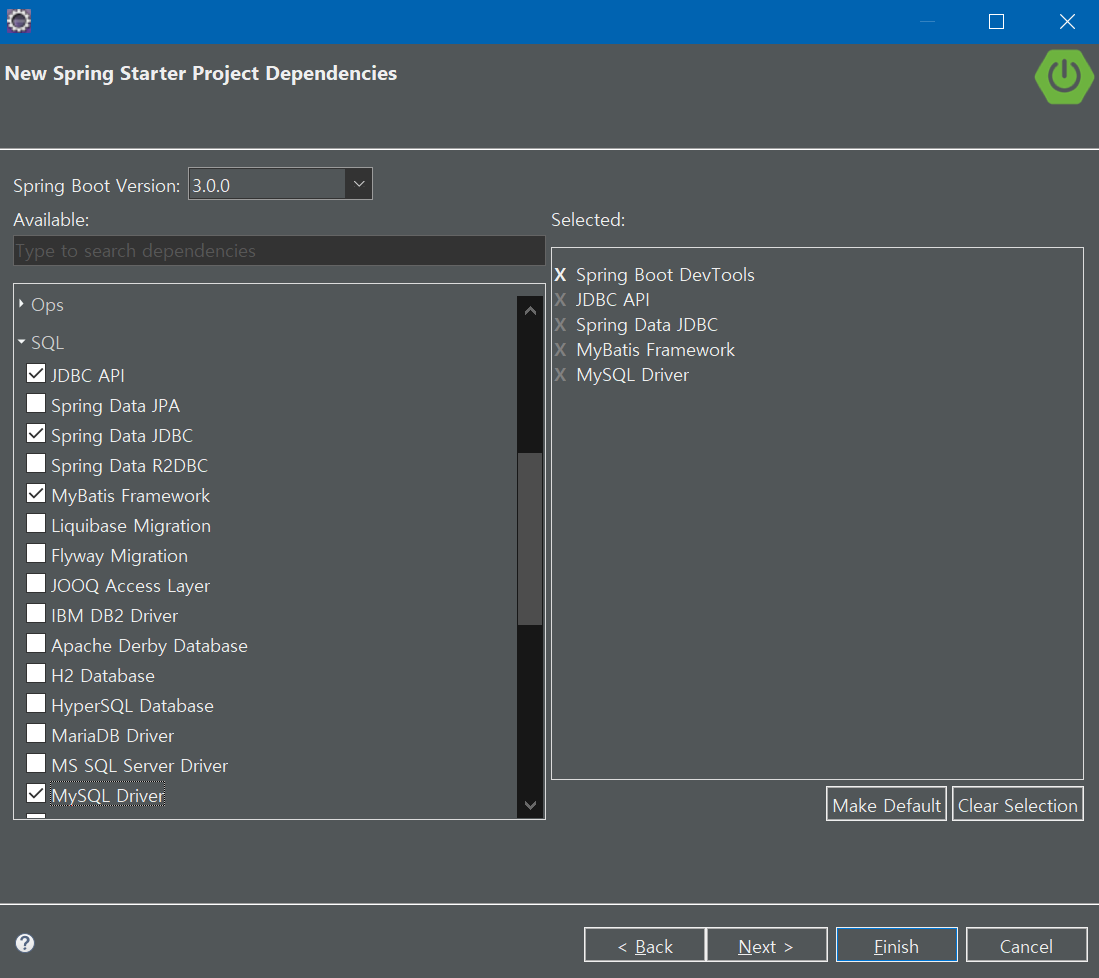 New Spring Starter Project Dependencies
Spring Boot Version: 3.0.0
Available:
Type to search dependencies
Ops
SQL
JDBC API
Spring Data JPA
Spring Data JDBC
Spring Data R2DBC
MyBatis Framework
Liquibase Migration
Flyway Migration
JOOQ Access Layer
IBM DB2 Driver
Apache Derby Database
H2 Database
HyperSQL Database
MariaDB Driver
MS SQL Server Driver
MySQL Driver
Selected:
X Spring Boot DevTools
X JDBC API
X Spring Data JDBC
X MyBatis Framework
X MySQL Driver
Make Default Clear Selection
? < Back Next > Finish Cancel